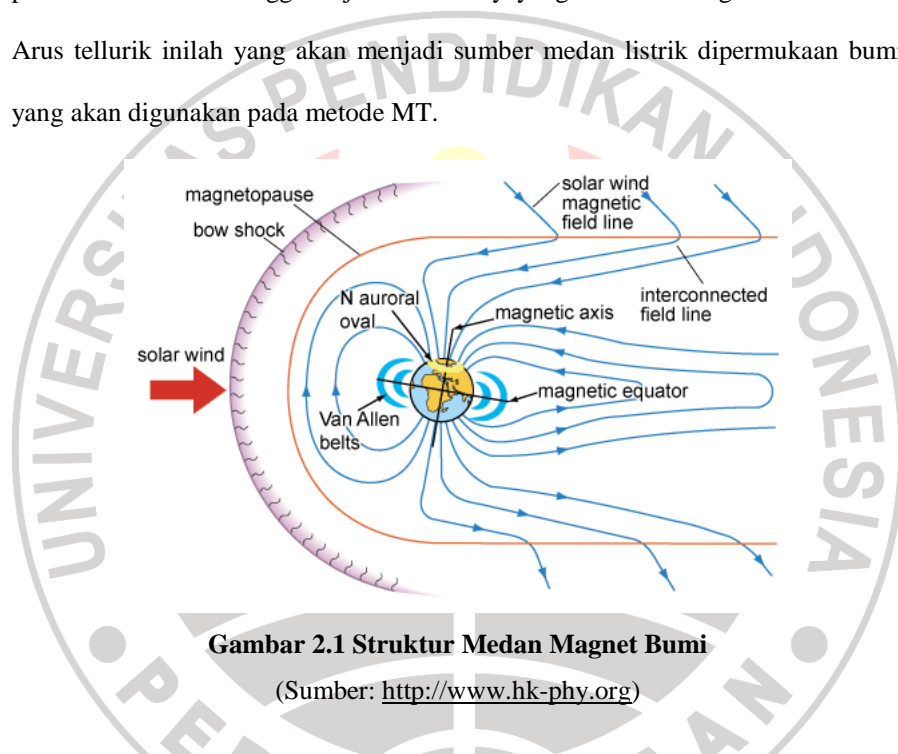 Arus tellurik inilah yang akan menjadi sumber medan listrik dipermukaan bumi
yang akan digunakan pada metode MT.
magnetopause
bow shock
solar wind
magnetic
field line
N auroral
oval
magnetic axis
interconnected
field line
solar wind
magnetic equator
Van Allen
belts
Gambar 2.1 Struktur Medan Magnet Bumi
(Sumber: http://www.hk-phy.org)